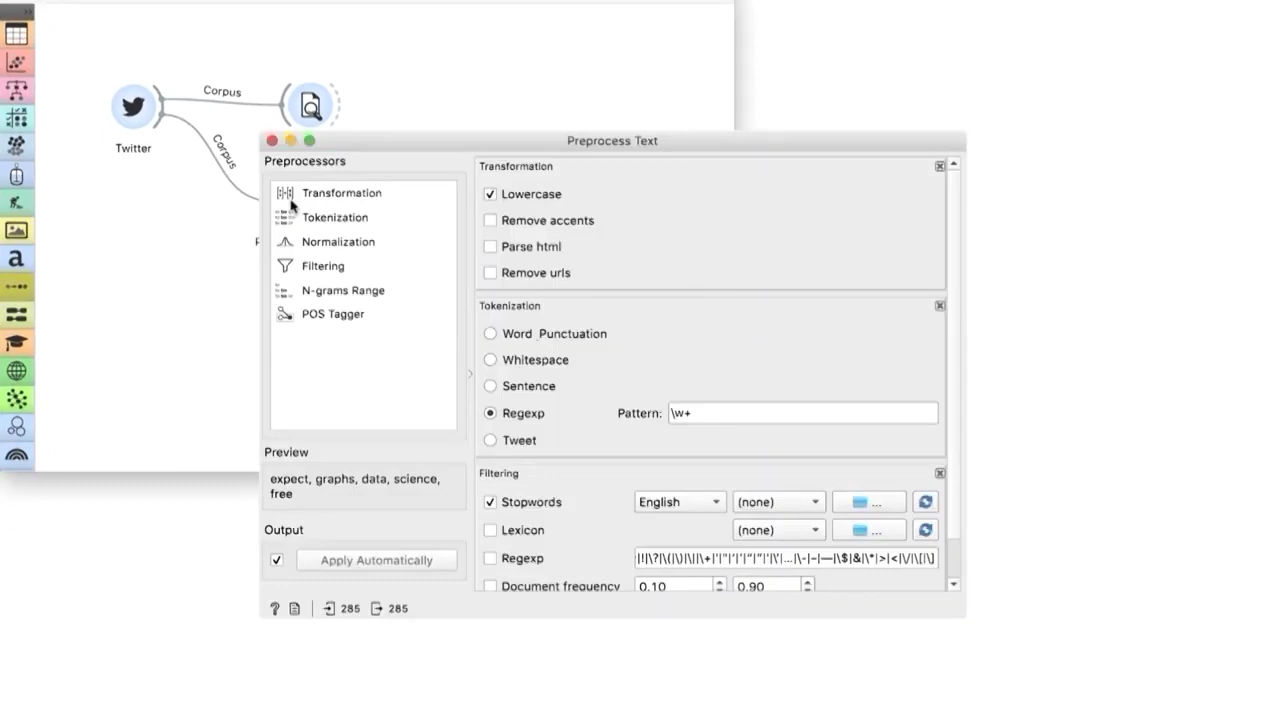 Corpus
Twitter
Corpus
Preprocess Text
Preprocessors
Transformation
Tokenization
Normalization
Filtering
N-grams Range
POS Tagger
Preview
expect, graphs, data, science,
free
Output
Apply Automatically
? 285 285
Transformation
Lowercase
Remove accents
Parse html
Remove urls
Tokenization
Word Punctuation
Whitespace
Sentence
Regexp Pattern: \w+
Tweet
Filtering
Stopwords English (none) ...
Lexicon (none) ...
Regexp
Document frequency 0.10 0.90